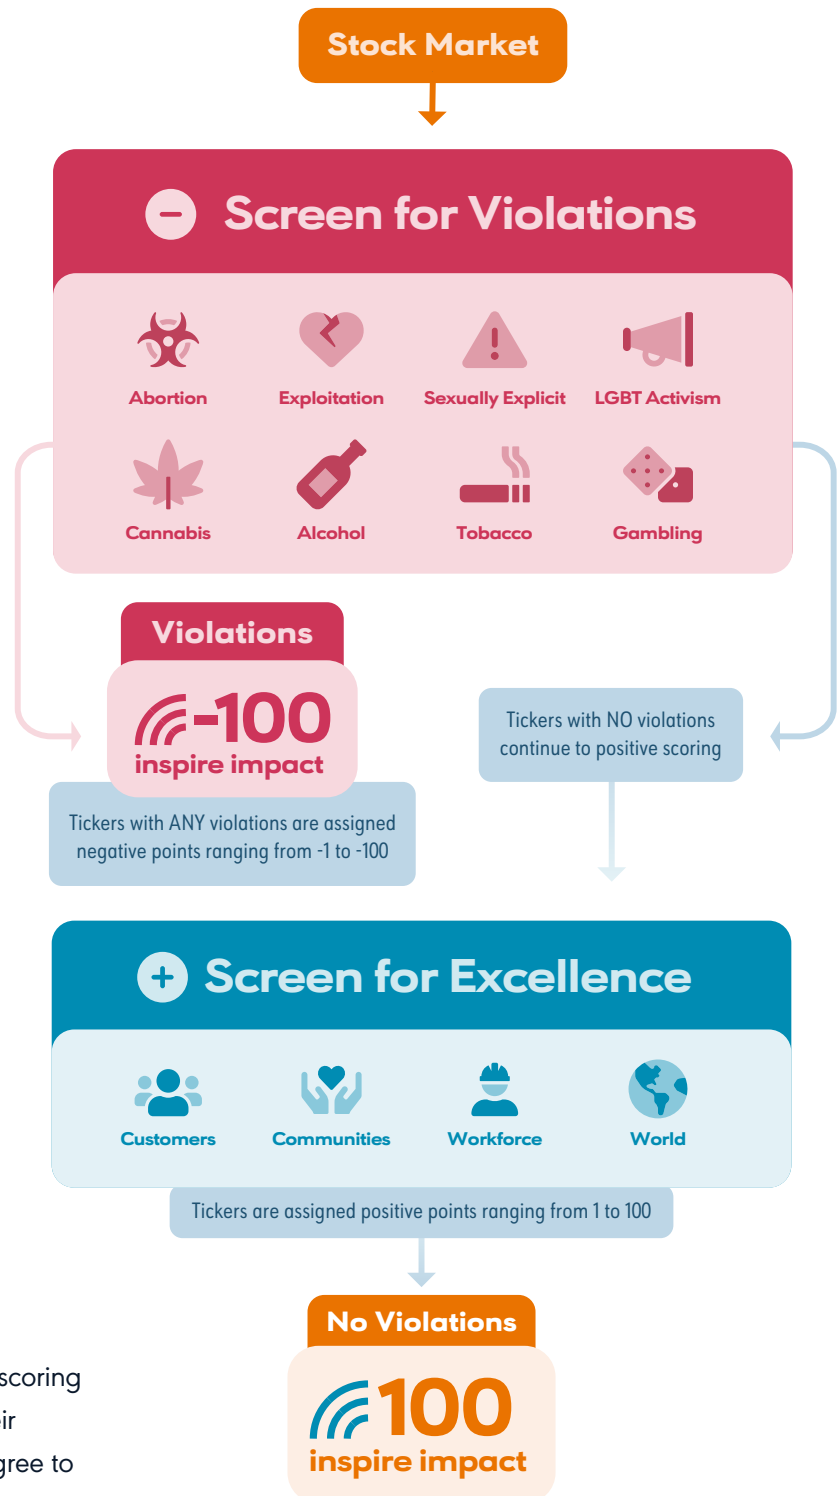 Stock Market
Screen for Violations
Abortion
Exploitation
Sexually Explicit
LGBT Activism
Cannabis
Alcohol
Tobacco
Gambling
Violations
-100
inspire impact
Tickers with ANY violations are assigned
negative points ranging from -1 to -100
Tickers with NO violations
continue to positive scoring
Screen for Excellence
Customers
Communities
Workforce
World
Tickers are assigned positive points ranging from 1 to 100
No Violations
100
inspire impact
scoring